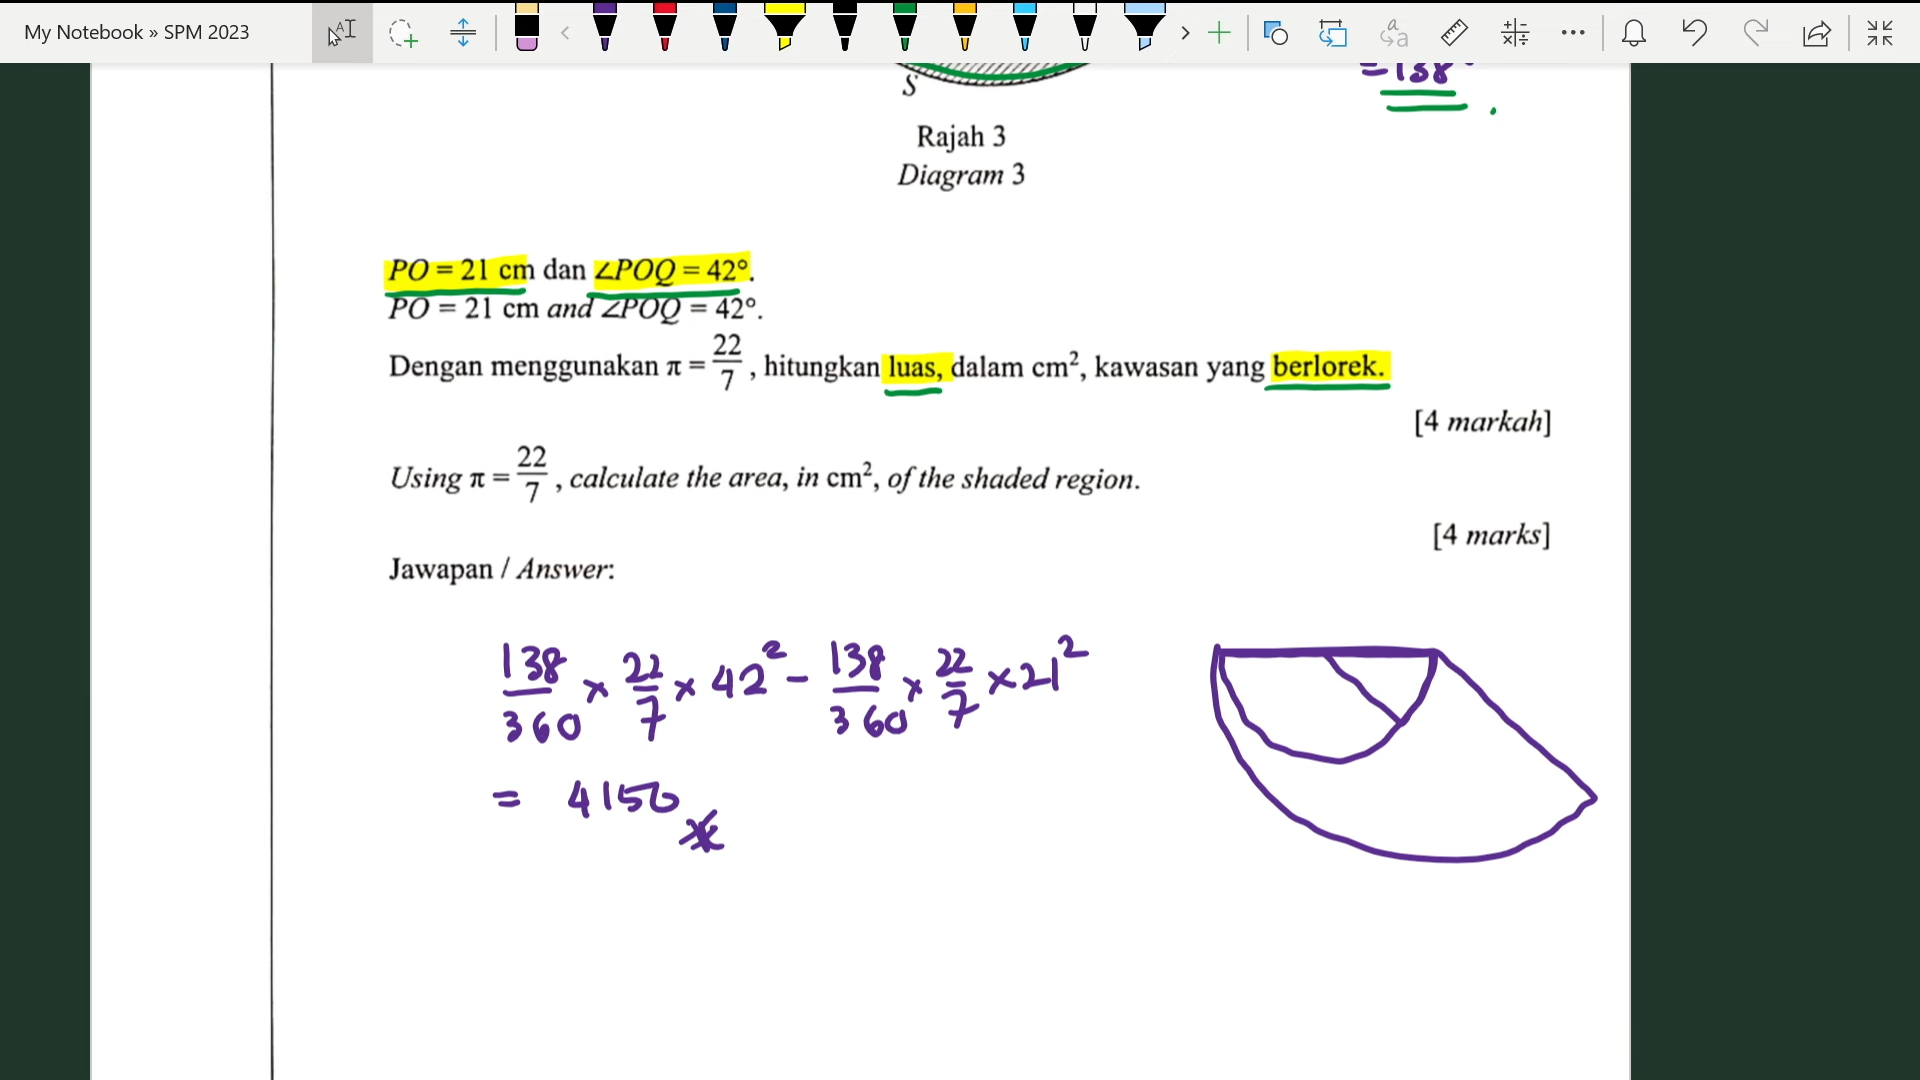 My Notebook » SPM 2023
= 138°
S
Rajah 3
Diagram 3
PO = 21 cm dan ∠POQ = 42°.
PO = 21 cm and ∠POQ = 42°.
Dengan menggunakan π = 22/7 , hitungkan luas, dalam cm², kawasan yang berlorek.
[4 markah]
Using π = 22/7 , calculate the area, in cm², of the shaded region.
[4 marks]
Jawapan / Answer:
138/360 × 22/7 × 42² − 138/360 × 22/7 × 21²
= 4150